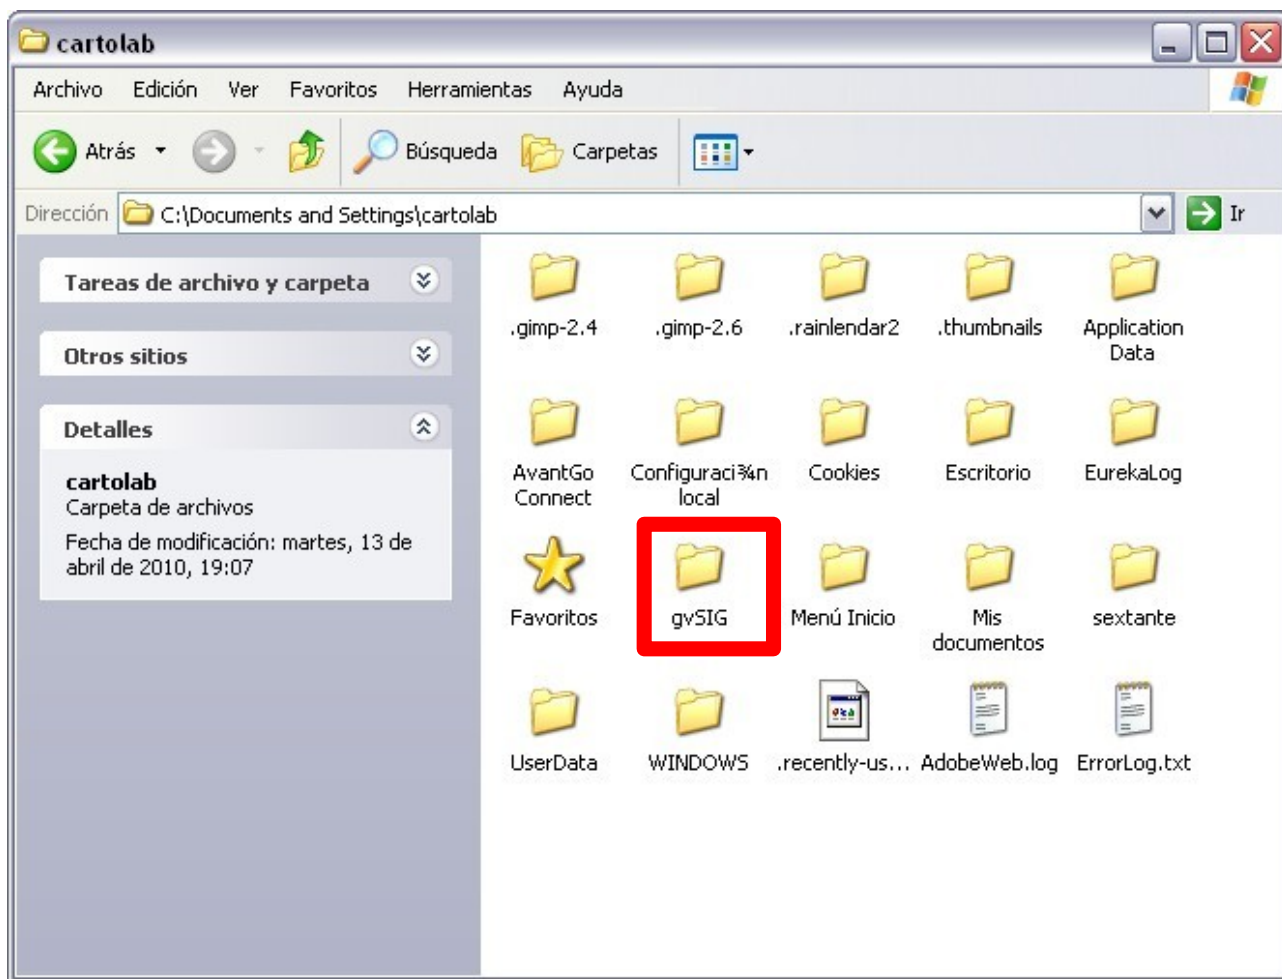 cartolab
Archivo Edición Ver Favoritos Herramientas Ayuda
Atrás Búsqueda Carpetas
Dirección C:\Documents and Settings\cartolab Ir
Tareas de archivo y carpeta
Otros sitios
Detalles
cartolab
Carpeta de archivos
Fecha de modificación: martes, 13 de
abril de 2010, 19:07
.gimp-2.4
.gimp-2.6
.rainlendar2
.thumbnails
Application
Data
AvantGo
Connect
Configuraci¾n
local
Cookies
Escritorio
EurekaLog
Favoritos
gvSIG
Menú Inicio
Mis
documentos
sextante
UserData
WINDOWS
.recently-us...
AdobeWeb.log
ErrorLog.txt